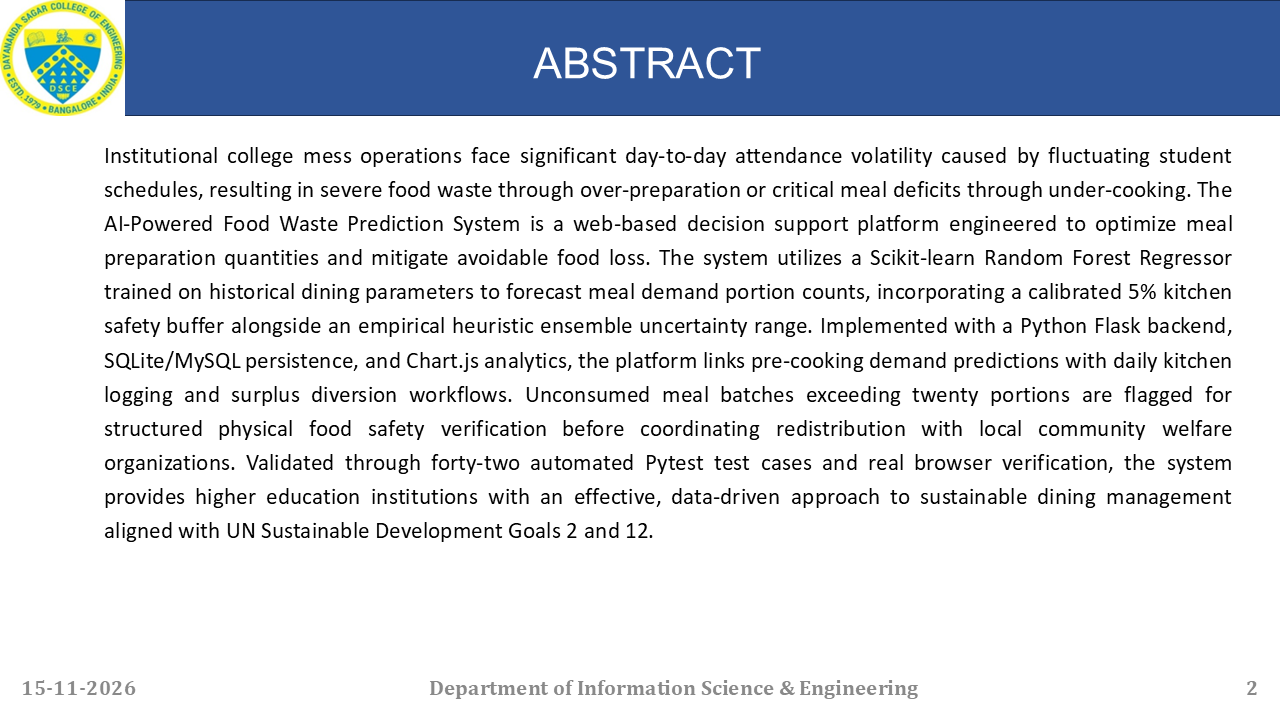 DAYANANDA SAGAR COLLEGE OF ENGINEERING
DSCE
ESTD. 1979 • BANGALORE • INDIA
ABSTRACT
Institutional college mess operations face significant day-to-day attendance volatility caused by fluctuating student
schedules, resulting in severe food waste through over-preparation or critical meal deficits through under-cooking. The
AI-Powered Food Waste Prediction System is a web-based decision support platform engineered to optimize meal
preparation quantities and mitigate avoidable food loss. The system utilizes a Scikit-learn Random Forest Regressor
trained on historical dining parameters to forecast meal demand portion counts, incorporating a calibrated 5% kitchen
safety buffer alongside an empirical heuristic ensemble uncertainty range. Implemented with a Python Flask backend,
SQLite/MySQL persistence, and Chart.js analytics, the platform links pre-cooking demand predictions with daily kitchen
logging and surplus diversion workflows. Unconsumed meal batches exceeding twenty portions are flagged for
structured physical food safety verification before coordinating redistribution with local community welfare
organizations. Validated through forty-two automated Pytest test cases and real browser verification, the system
provides higher education institutions with an effective, data-driven approach to sustainable dining management
aligned with UN Sustainable Development Goals 2 and 12.
15-11-2026
Department of Information Science & Engineering
2